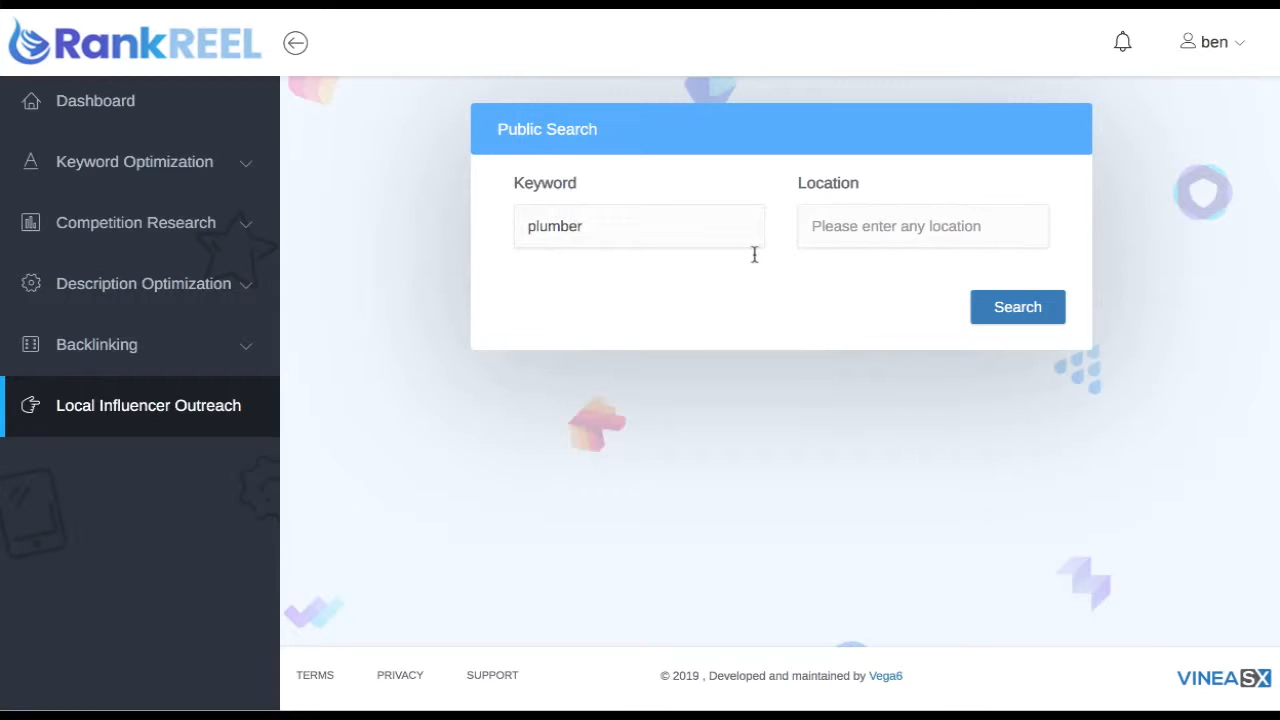 RankREEL
ben
Dashboard
Keyword Optimization
Competition Research
Description Optimization
Backlinking
Local Influencer Outreach
Public Search
Keyword
Location
plumber
Please enter any location
Search
TERMS
PRIVACY
SUPPORT
© 2019 , Developed and maintained by Vega6
VINEASX